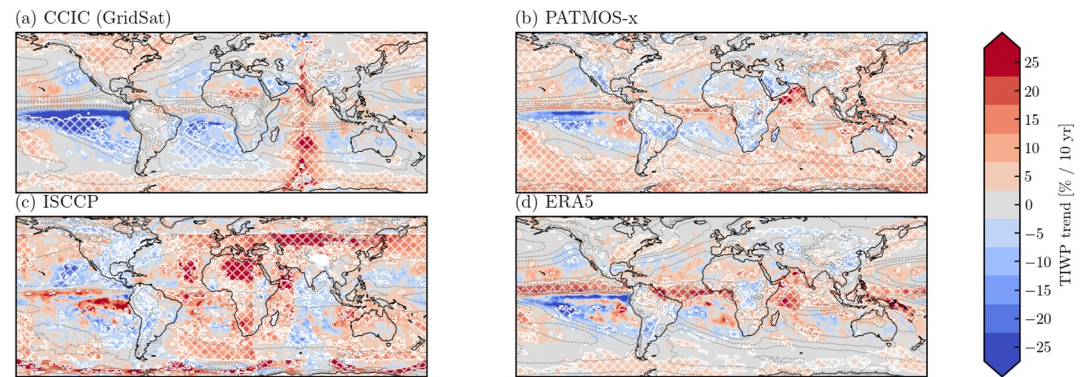 (a) CCIC (GridSat)
(b) PATMOS-x
(c) ISCCP
(d) ERA5
25
20
15
10
5
0
−5
−10
−15
−20
−25
TIWP trend [% / 10 yr]